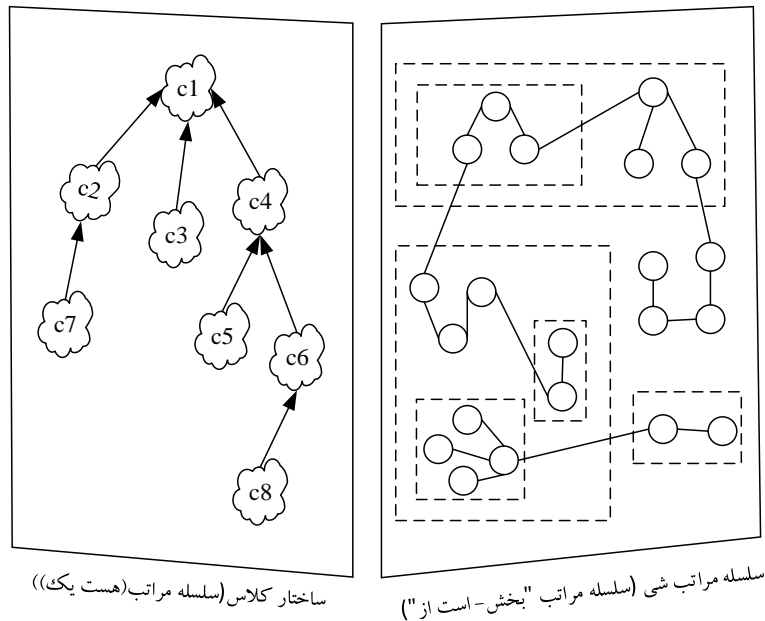 c1
c2
c3
c4
c5
c6
c7
c8
ساختار کلاس(سلسله مراتب(هست یک))
سلسله مراتب شی (سلسله مراتب "بخش-است از")